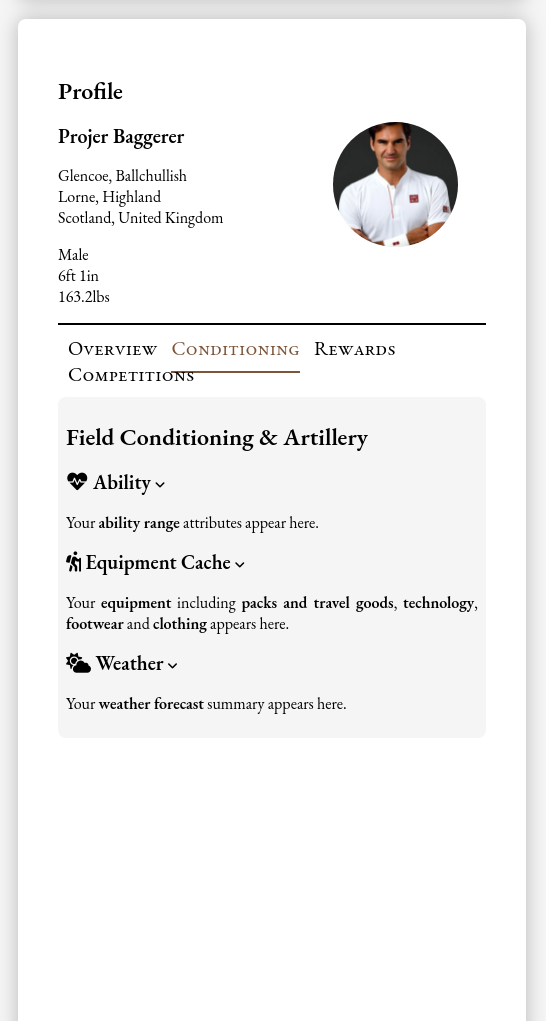 Profile
Projer Baggerer
Glencoe, Ballchullish
Lorne, Highland
Scotland, United Kingdom
Male
6ft 1in
163.2lbs
Overview Conditioning Rewards
Competitions
Field Conditioning & Artillery
Ability
Your ability range attributes appear here.
Equipment Cache
Your equipment including packs and travel goods, technology,
footwear and clothing appears here.
Weather
Your weather forecast summary appears here.